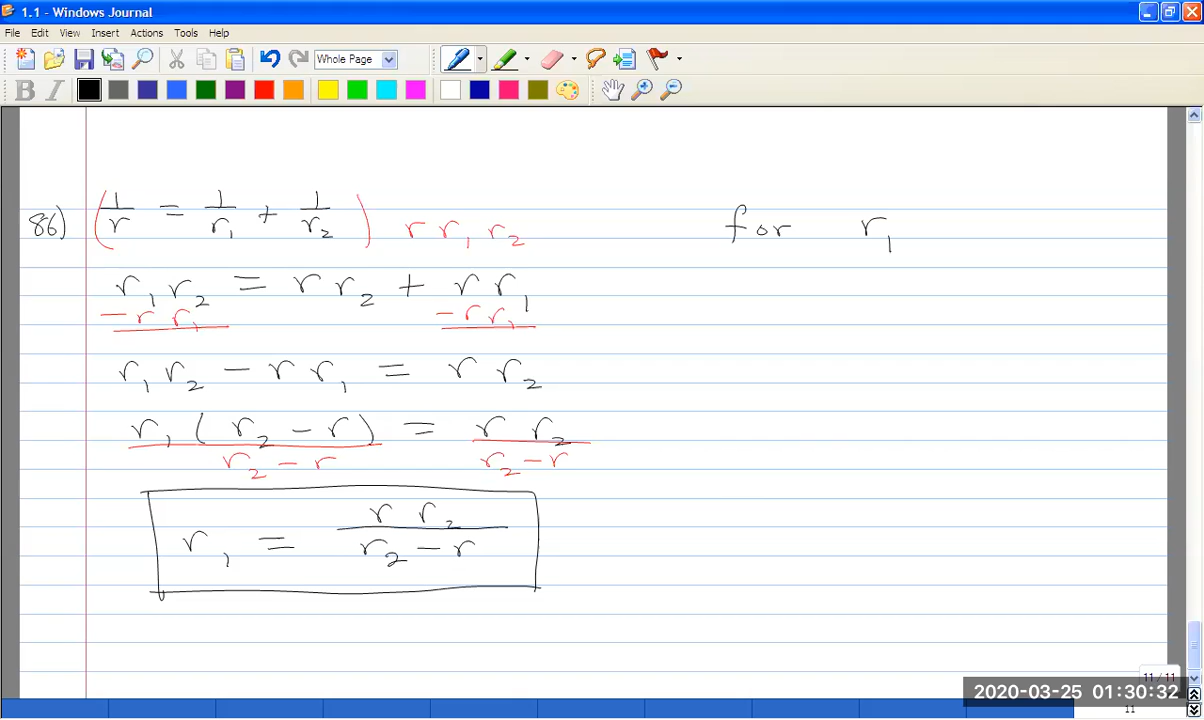 1.1 - Windows Journal
File Edit View Insert Actions Tools Help
Whole Page
B I
86) (1/r = 1/r₁ + 1/r₂) r r₁ r₂ for r₁
r₁ r₂ = r r₂ + r r₁
- r r₁ - r r₁
r₁ r₂ - r r₁ = r r₂
r₁ ( r₂ - r ) = r r₂
r₂ - r r₂ - r
r₁ = r r₂ / r₂ - r
11 / 11
2020-03-25 01:30:32
11